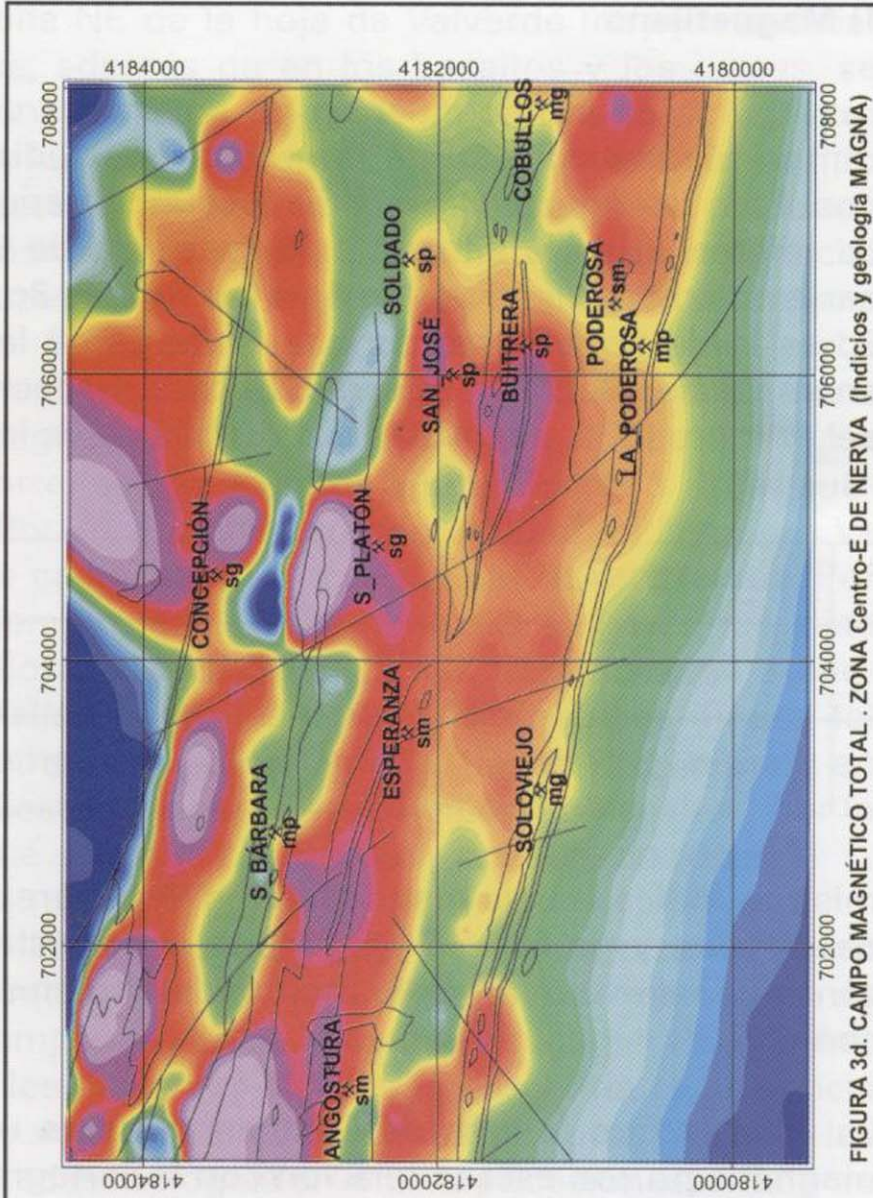 702000 704000 706000 708000
4184000 4184000
CONCEPCIÓN
sg
S_BÁRBARA
mp
ANGOSTURA
sm
S_PLATÓN
sg
ESPERANZA
sm
SOLDADO
sp
4182000 4182000
SAN_JOSÉ
sp
BUITRERA
sp
COBULLOS
mg
SOLOVIEJO
mg
PODEROSA
sm
LA_PODEROSA
mp
4180000 4180000
702000 704000 706000 708000
FIGURA 3d. CAMPO MAGNÉTICO TOTAL . ZONA Centro-E DE NERVA (Indicios y geología MAGNA)